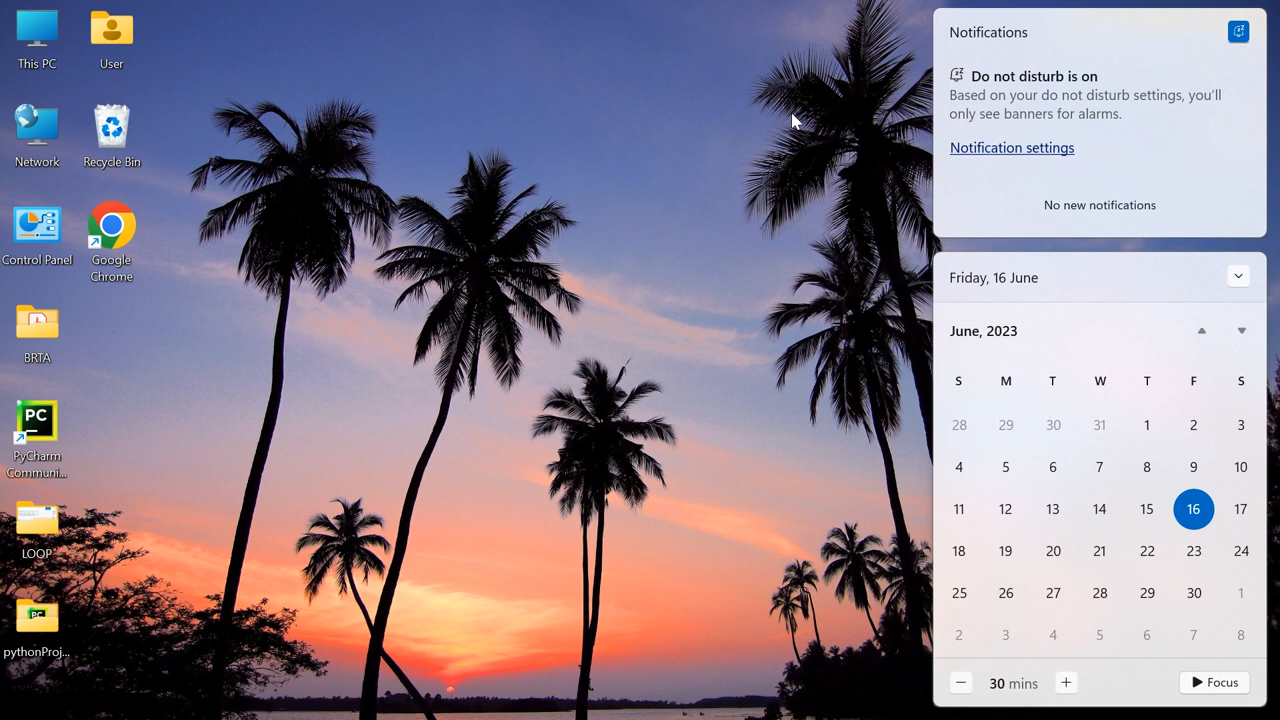 This PC
User
Network
Recycle Bin
Control Panel
Google
Chrome
BRTA
PC
PyCharm
Communi...
LOOP
PC
pythonProj...
Notifications
Do not disturb is on
Based on your do not disturb settings, you'll
only see banners for alarms.
Notification settings
No new notifications
Friday, 16 June
June, 2023
S M T W T F S
28 29 30 31 1 2 3
4 5 6 7 8 9 10
11 12 13 14 15 16 17
18 19 20 21 22 23 24
25 26 27 28 29 30 1
2 3 4 5 6 7 8
30 mins
Focus